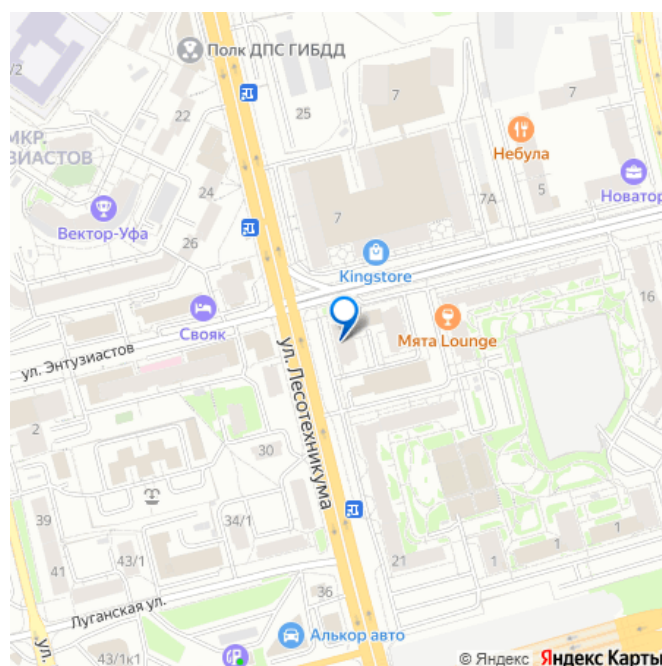 Полк ДПС ГИБДД
/2
22
25
7
7
МКР.
ЗИАСТОВ
Небула
24
7А
5
Новатор
Вектор-Уфа
7
26
Kingstore
16
Свояк
Мята Lounge
ул. Энтузиастов
ул. Лесотехникума
2
30
39
34/1
43/1
41
21
1
1
1
Луганская ул.
36
Алькор авто
43/1к1
ул.
© Яндекс Яндекс Карты